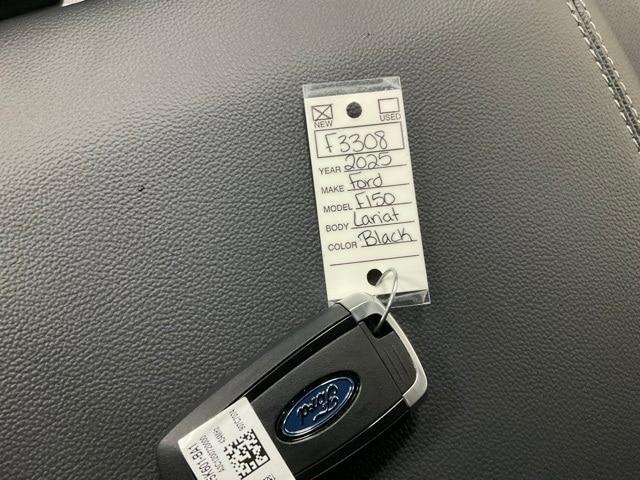 NEW USED
F3308
YEAR 2025
MAKE Ford
MODEL F150
BODY Lariat
COLOR Black
Ford